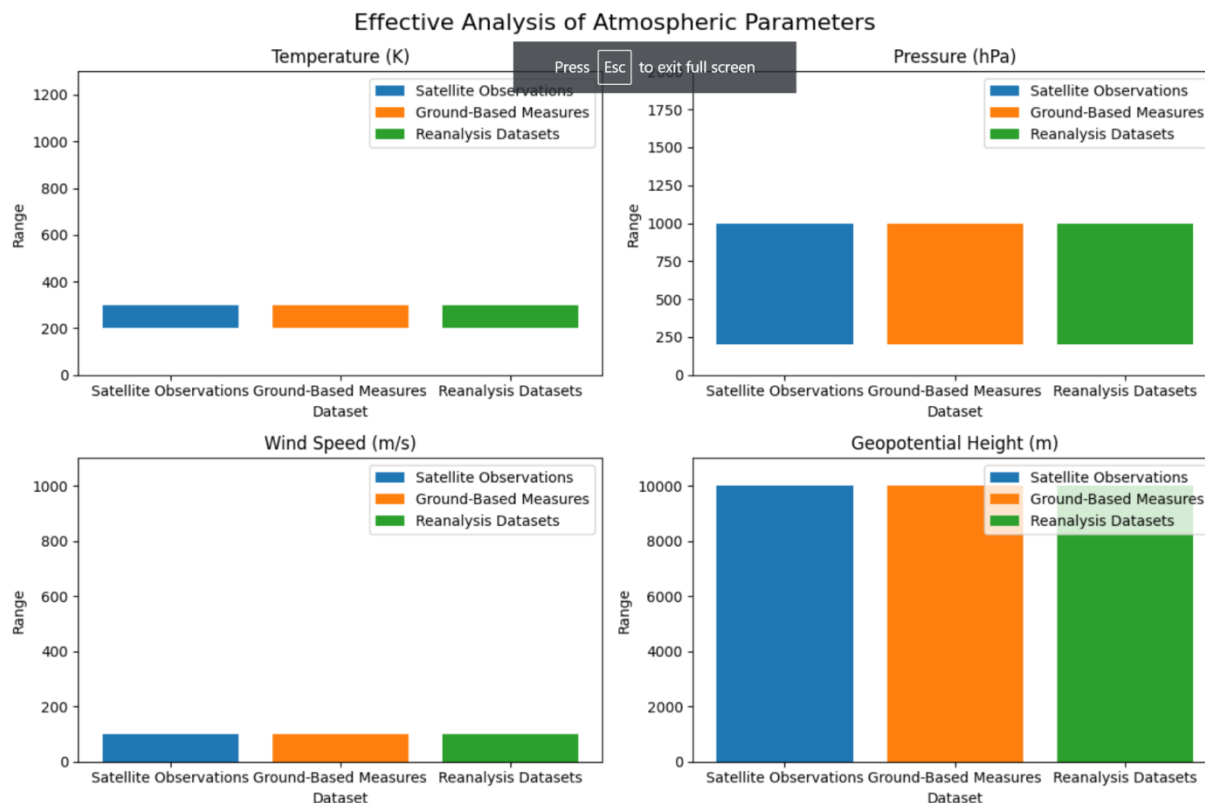 Effective Analysis of Atmospheric Parameters
Press Esc to exit full screen
Temperature (K)
1200
1000
800
600
400
200
0
Range
Satellite Observations
Ground-Based Measures
Reanalysis Datasets
Satellite Observations Ground-Based Measures Reanalysis Datasets
Dataset
Pressure (hPa)
1750
1500
1250
1000
750
500
250
0
Range
Satellite Observations
Ground-Based Measures
Reanalysis Datasets
Satellite Observations Ground-Based Measures Reanalysis Datasets
Dataset
Wind Speed (m/s)
1000
800
600
400
200
0
Range
Satellite Observations
Ground-Based Measures
Reanalysis Datasets
Satellite Observations Ground-Based Measures Reanalysis Datasets
Dataset
Geopotential Height (m)
10000
8000
6000
4000
2000
0
Range
Satellite Observations
Ground-Based Measures
Reanalysis Datasets
Satellite Observations Ground-Based Measures Reanalysis Datasets
Dataset